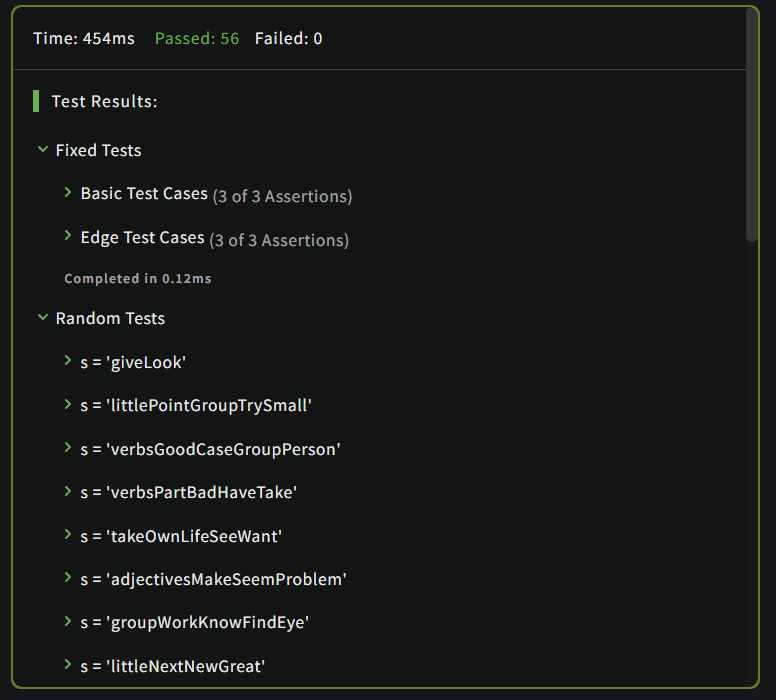 Time: 454ms Passed: 56 Failed: 0
Test Results:
Fixed Tests
Basic Test Cases (3 of 3 Assertions)
Edge Test Cases (3 of 3 Assertions)
Completed in 0.12ms
Random Tests
s = 'giveLook'
s = 'littlePointGroupTrySmall'
s = 'verbsGoodCaseGroupPerson'
s = 'verbsPartBadHaveTake'
s = 'takeOwnLifeSeeWant'
s = 'adjectivesMakeSeemProblem'
s = 'groupWorkKnowFindEye'
s = 'littleNextNewGreat'